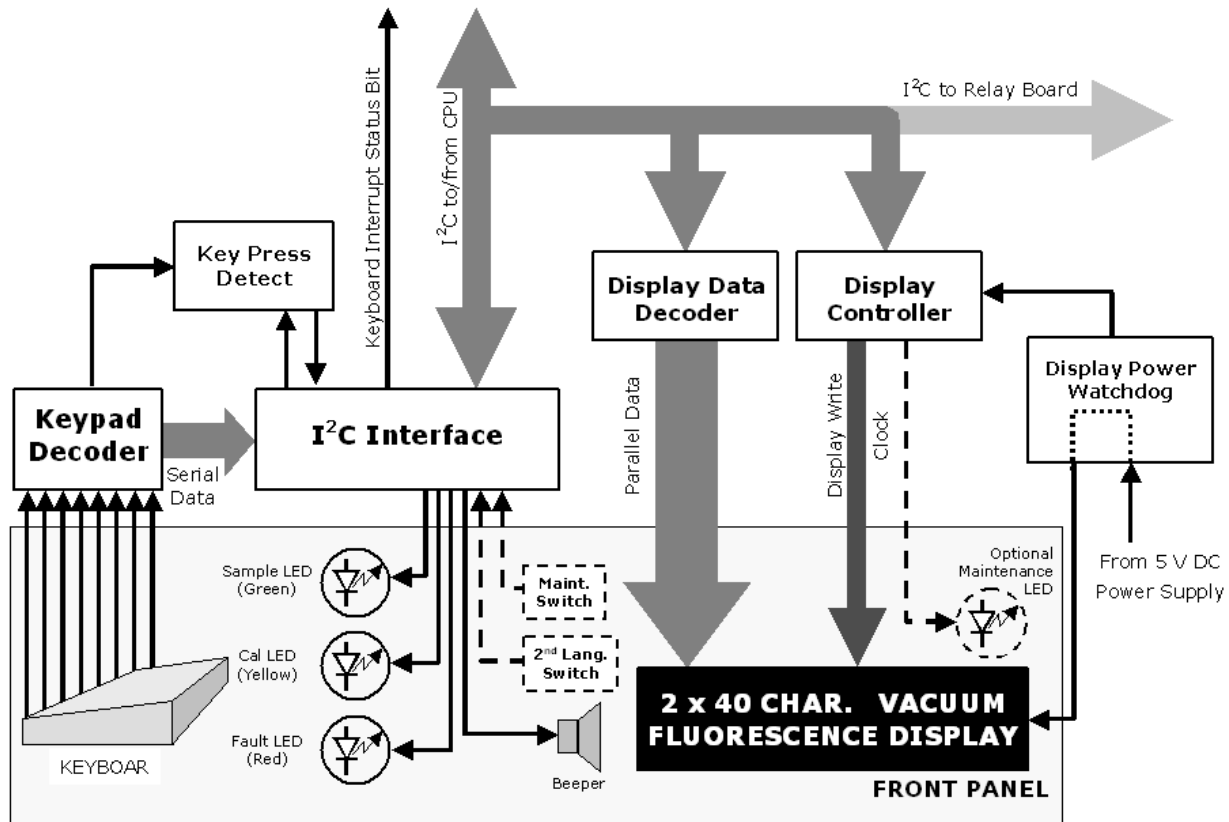 I²C to Relay Board
Keyboard Interrupt Status Bit
I²C to/from CPU
Key Press
Detect
Display Data
Decoder
Display
Controller
Display Power
Watchdog
Keypad
Decoder
I²C Interface
Serial
Data
Parallel Data
Display Write
Clock
From 5 V DC
Power Supply
Sample LED
(Green)
Maint.
Switch
Optional
Maintenance
LED
Cal LED
(Yellow)
2nd Lang.
Switch
2 x 40 CHAR. VACUUM
FLUORESCENCE DISPLAY
Fault LED
(Red)
KEYBOAR
Beeper
FRONT PANEL